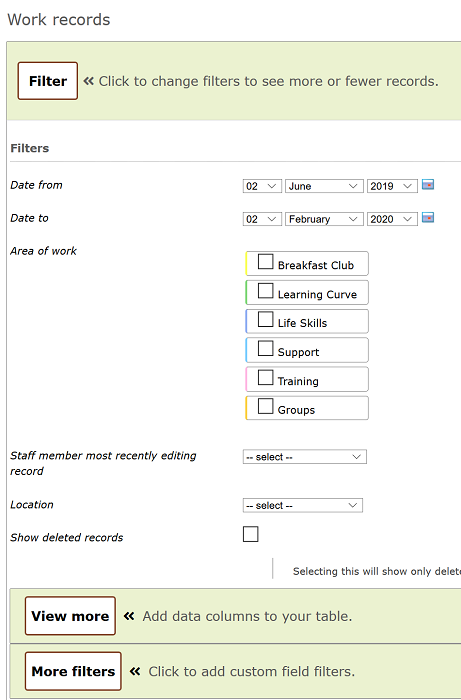 Work records
Filter « Click to change filters to see more or fewer records.
Filters
Date from 02 June 2019
Date to 02 February 2020
Area of work
Breakfast Club
Learning Curve
Life Skills
Support
Training
Groups
Staff member most recently editing -- select --
record
Location -- select --
Show deleted records
Selecting this will show only
View more « Add data columns to your table.
More filters « Click to add custom field filters.